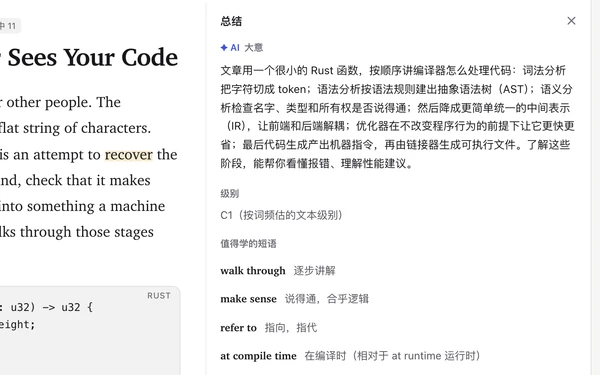 中 11
Sees Your Code
r other people. The
flat string of characters.
is an attempt to recover the
nd, check that it makes
into something a machine
lks through those stages
RUST
: u32) -> u32 {
eight;
总结
AI 大意
文章用一个很小的 Rust 函数，按顺序讲编译器怎么处理代码：词法分析
把字符切成 token；语法分析按语法规则建出抽象语法树（AST）；语义分
析检查名字、类型和所有权是否说得通；然后降成更简单统一的中间表示
（IR），让前端和后端解耦；优化器在不改变程序行为的前提下让它更快更
省；最后代码生成产出机器指令，再由链接器生成可执行文件。了解这些
阶段，能帮你看懂报错、理解性能建议。
级别
C1（按词频估的文本级别）
值得学的短语
walk through 逐步讲解
make sense 说得通，合乎逻辑
refer to 指向，指代
at compile time 在编译时（相对于 at runtime 运行时）